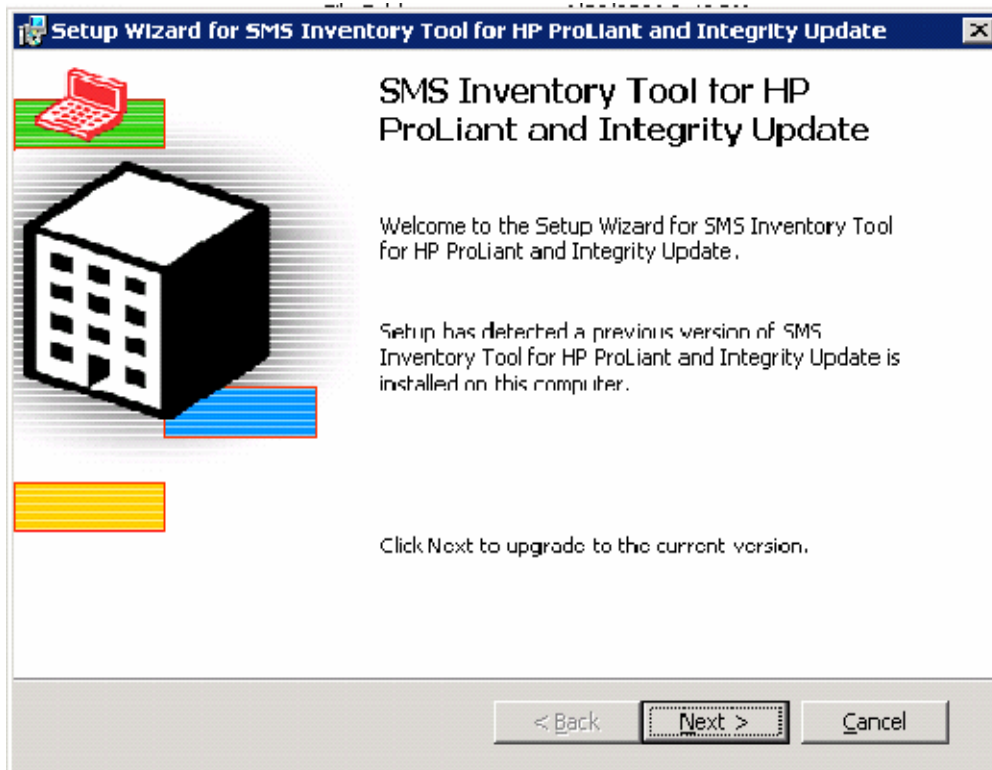 Setup Wizard for SMS Inventory Tool for HP ProLiant and Integrity Update
SMS Inventory Tool for HP
ProLiant and Integrity Update
Welcome to the Setup Wizard for SMS Inventory Tool
for HP ProLiant and Integrity Update.
Setup has detected a previous version of SMS
Inventory Tool for HP ProLiant and Integrity Update is
installed on this computer.
Click Next to upgrade to the current version.
< Back
Next >
Cancel